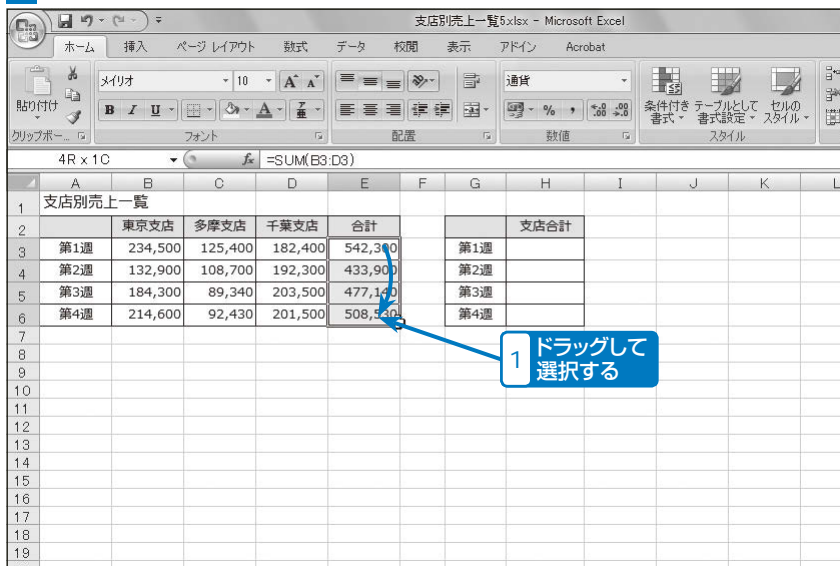 支店別売上一覧5.xlsx - Microsoft Excel
ホーム 挿入 ページ レイアウト 数式 データ 校閲 表示 アドイン Acrobat
メイリオ 10 A A 通貨
貼り付け B I U A 亜 % , .0 .00 .00 .0 条件付き書式 テーブルとして書式設定 セルのスタイル
クリップボー... フォント 配置 数値 スタイル
4R x 1C fx =SUM(B3:D3)
A B C D E F G H I J K L
1 支店別売上一覧
2 東京支店 多摩支店 千葉支店 合計 支店合計
3 第1週 234,500 125,400 182,400 542,300 第1週
4 第2週 132,900 108,700 192,300 433,900 第2週
5 第3週 184,300 89,340 203,500 477,140 第3週
6 第4週 214,600 92,430 201,500 508,530 第4週
7
1 ドラッグして
選択する
8
9
10
11
12
13
14
15
16
17
18
19